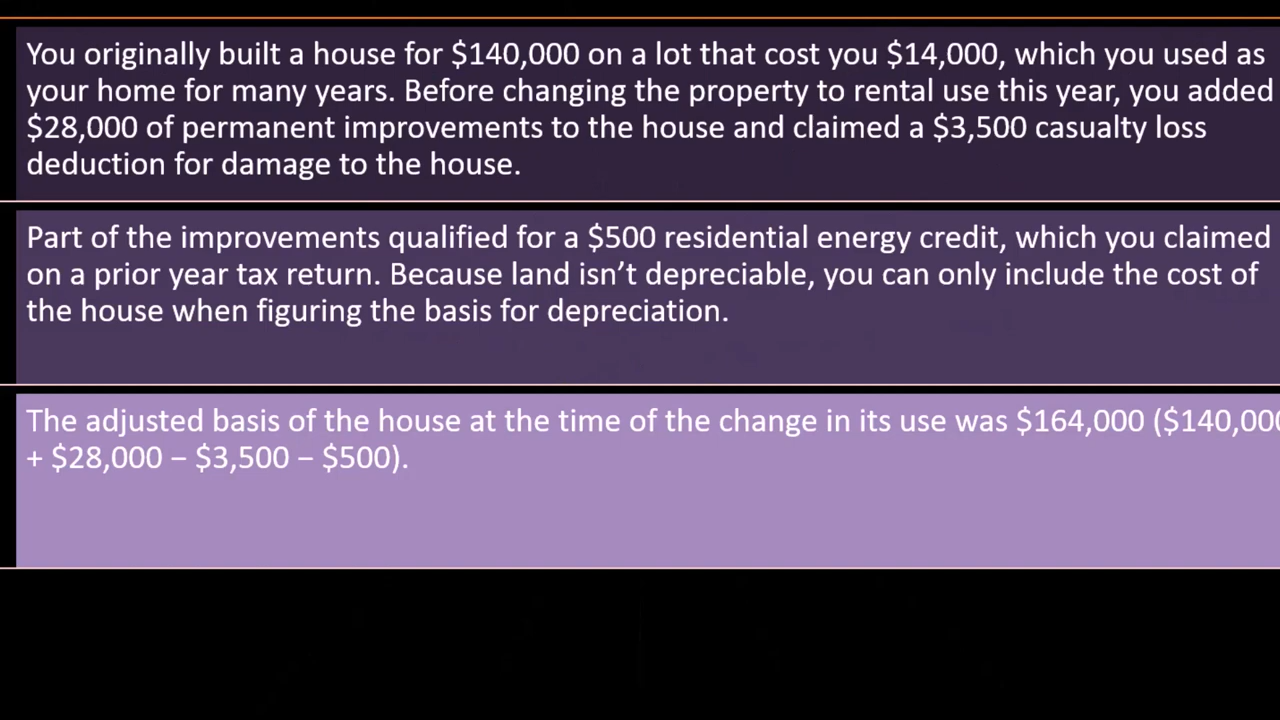 You originally built a house for $140,000 on a lot that cost you $14,000, which you used as
your home for many years. Before changing the property to rental use this year, you added
$28,000 of permanent improvements to the house and claimed a $3,500 casualty loss
deduction for damage to the house.
Part of the improvements qualified for a $500 residential energy credit, which you claimed
on a prior year tax return. Because land isn’t depreciable, you can only include the cost of
the house when figuring the basis for depreciation.
The adjusted basis of the house at the time of the change in its use was $164,000 ($140,000
+ $28,000 − $3,500 − $500).